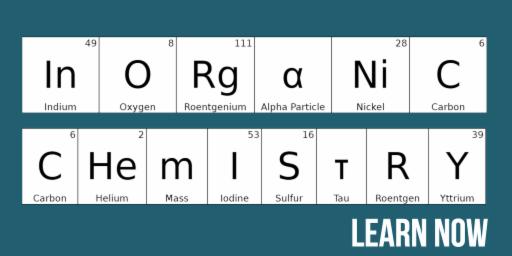 49 8 111 28 6
In O Rg α Ni C
Indium Oxygen Roentgenium Alpha Particle Nickel Carbon
6 2 53 16 39
C He m I S τ R Y
Carbon Helium Mass Iodine Sulfur Tau Roentgen Yttrium
LEARN NOW